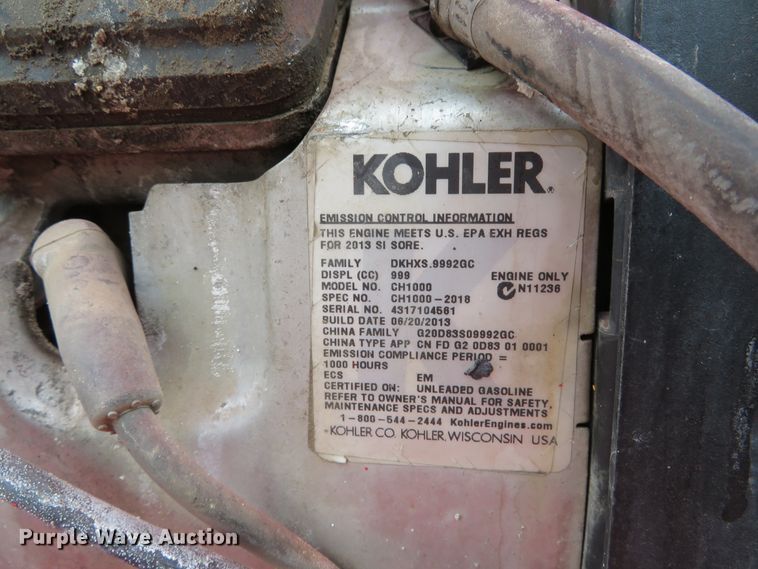 KOHLER®
EMISSION CONTROL INFORMATION
THIS ENGINE MEETS U.S. EPA EXH REGS
FOR 2013 SI SORE.
FAMILY DKHXS.9992GC
DISPL (CC) 999 ENGINE ONLY
MODEL NO. CH1000 N11236
SPEC NO. CH1000-2018
SERIAL NO. 4317104561
BUILD DATE 06/20/2013
CHINA FAMILY G20D83S09992GC
CHINA TYPE APP CN FD G2 0D83 01 0001
EMISSION COMPLIANCE PERIOD =
1000 HOURS
ECS EM
CERTIFIED ON: UNLEADED GASOLINE
REFER TO OWNER'S MANUAL FOR SAFETY,
MAINTENANCE SPECS AND ADJUSTMENTS
1-800-544-2444 KohlerEngines.com
KOHLER CO. KOHLER, WISCONSIN USA
Purple Wave Auction